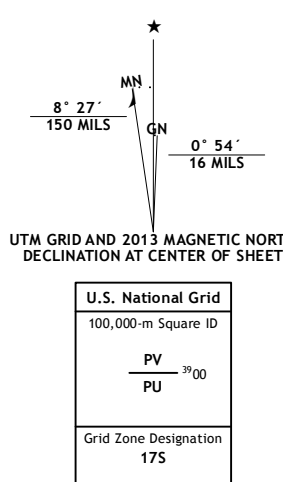 ★
MN
8° 27´
150 MILS
GN
0° 54´
16 MILS
UTM GRID AND 2013 MAGNETIC NORT
DECLINATION AT CENTER OF SHEET
U.S. National Grid
100,000-m Square ID
PV
3900
PU
Grid Zone Designation
17S